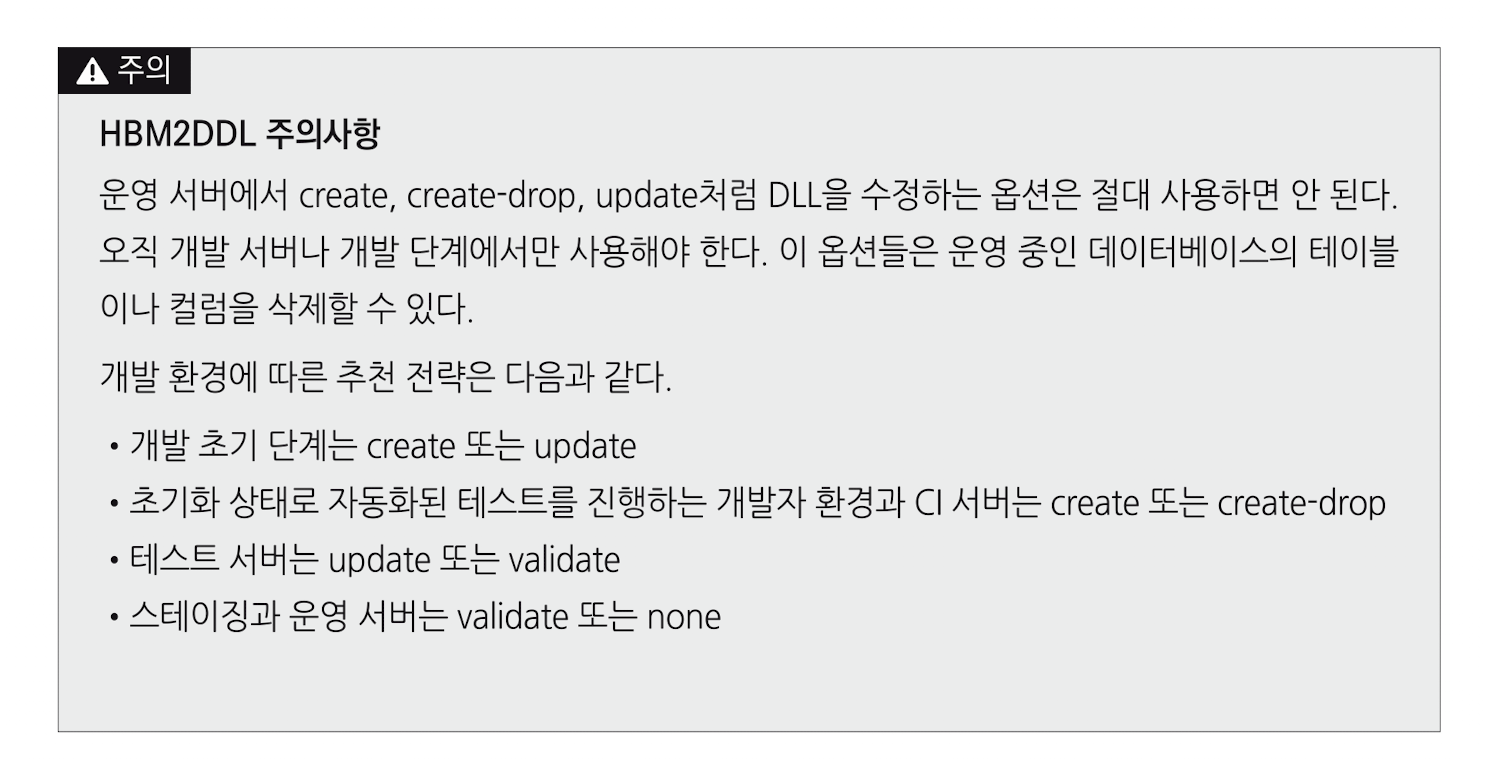 주의
HBM2DDL 주의사항
운영 서버에서 create, create-drop, update처럼 DLL을 수정하는 옵션은 절대 사용하면 안 된다.
오직 개발 서버나 개발 단계에서만 사용해야 한다. 이 옵션들은 운영 중인 데이터베이스의 테이블
이나 컬럼을 삭제할 수 있다.
개발 환경에 따른 추천 전략은 다음과 같다.
• 개발 초기 단계는 create 또는 update
• 초기화 상태로 자동화된 테스트를 진행하는 개발자 환경과 CI 서버는 create 또는 create-drop
• 테스트 서버는 update 또는 validate
• 스테이징과 운영 서버는 validate 또는 none